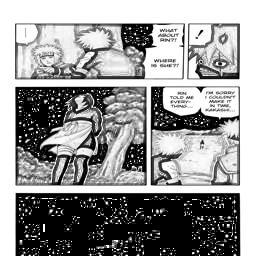 WHAT
ABOUT
RIN?!
WHERE
IS SHE??
!
RIN
TOLD ME
EVERY-
THING...
I'M SORRY
I COULDN'T
MAKE IT
IN TIME,
KAKASHI...